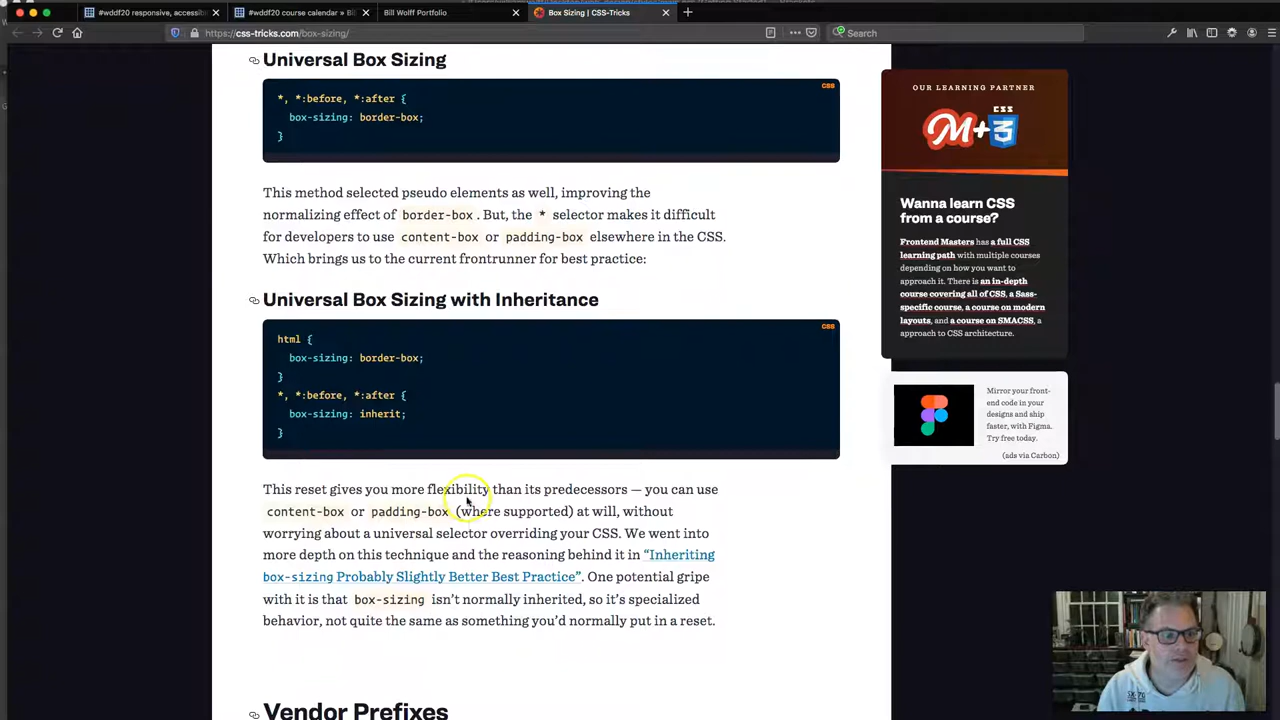 #wddf20 responsive, accessib
#wddf20 course calendar » Bil
Bill Wolff Portfolio
Box Sizing | CSS-Tricks
https://css-tricks.com/box-sizing/
Search
Universal Box Sizing
CSS
*, *:before, *:after {
box-sizing: border-box;
}
This method selected pseudo elements as well, improving the
normalizing effect of border-box. But, the * selector makes it difficult
for developers to use content-box or padding-box elsewhere in the CSS.
Which brings us to the current frontrunner for best practice:
Universal Box Sizing with Inheritance
CSS
html {
box-sizing: border-box;
}
*, *:before, *:after {
box-sizing: inherit;
}
This reset gives you more flexibility than its predecessors — you can use
content-box or padding-box (where supported) at will, without
worrying about a universal selector overriding your CSS. We went into
more depth on this technique and the reasoning behind it in “Inheriting
box-sizing Probably Slightly Better Best Practice”. One potential gripe
with it is that box-sizing isn’t normally inherited, so it’s specialized
behavior, not quite the same as something you’d normally put in a reset.
Vendor Prefixes
OUR LEARNING PARTNER
CSS
M+3
Wanna learn CSS
from a course?
Frontend Masters has a full CSS
learning path with multiple courses
depending on how you want to
approach it. There is an in-depth
course covering all of CSS, a Sass-
specific course, a course on modern
layouts, and a course on SMACSS, a
approach to CSS architecture.
Mirror your front-
end code in your
designs and ship
faster, with Figma.
Try free today.
(ads via Carbon)